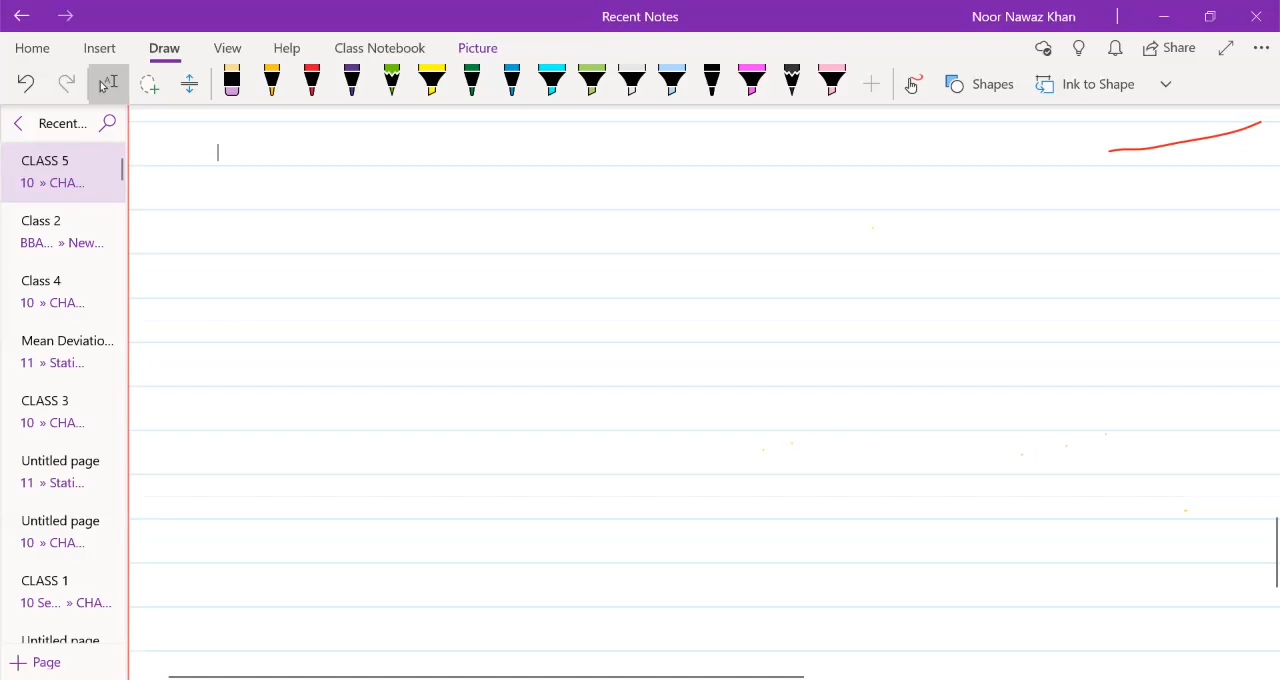 Recent Notes
Noor Nawaz Khan
Home
Insert
Draw
View
Help
Class Notebook
Picture
Share
Shapes
Ink to Shape
Recent...
CLASS 5
10 » CHA...
Class 2
BBA... » New...
Class 4
10 » CHA...
Mean Deviatio...
11 » Stati...
CLASS 3
10 » CHA...
Untitled page
11 » Stati...
Untitled page
10 » CHA...
CLASS 1
10 Se... » CHA...
Untitled page
Page